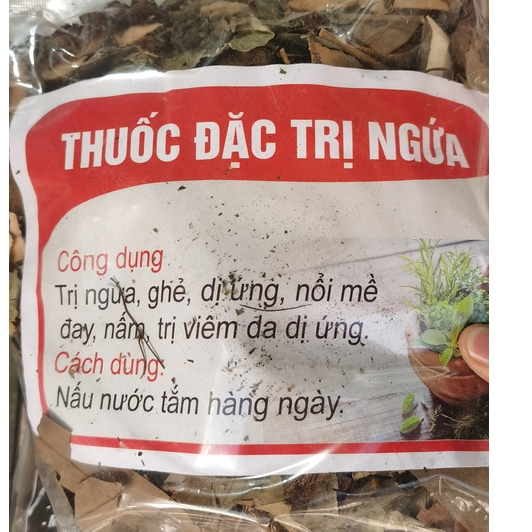 THUỐC ĐẶC TRỊ NGỨA
Công dụng
Trị ngứa, ghẻ, dị ứng, nổi mề
đay, nấm, trị viêm da dị ứng.
Cách dùng:
Nấu nước tắm hàng ngày.